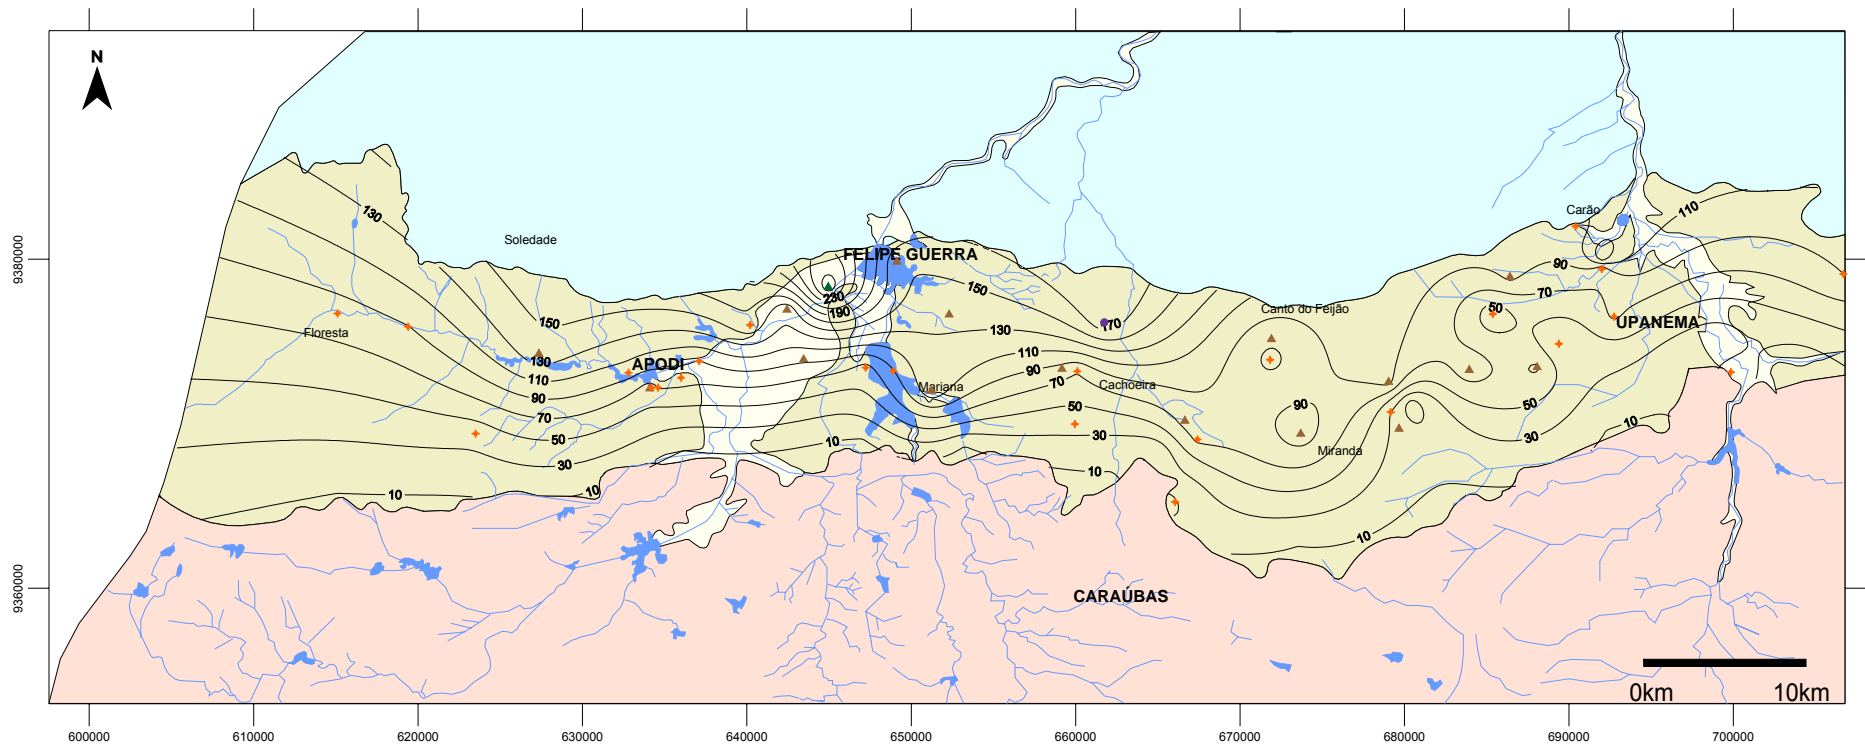 N
130
Soledade
Carão
110
FELIPE GUERRA
90
150
70
230
190
50
Canto do Feijão
UPANEMA
Floresta
150
170
130
130
APODI
110
110
90
70
90
Mariana
Cachoeira
70
50
90
50
50
30
10
30
10
30
Miranda
30
10
10
10
10
CARAÚBAS
9380000
9360000
0km 10km
600000 610000 620000 630000 640000 650000 660000 670000 680000 690000 700000